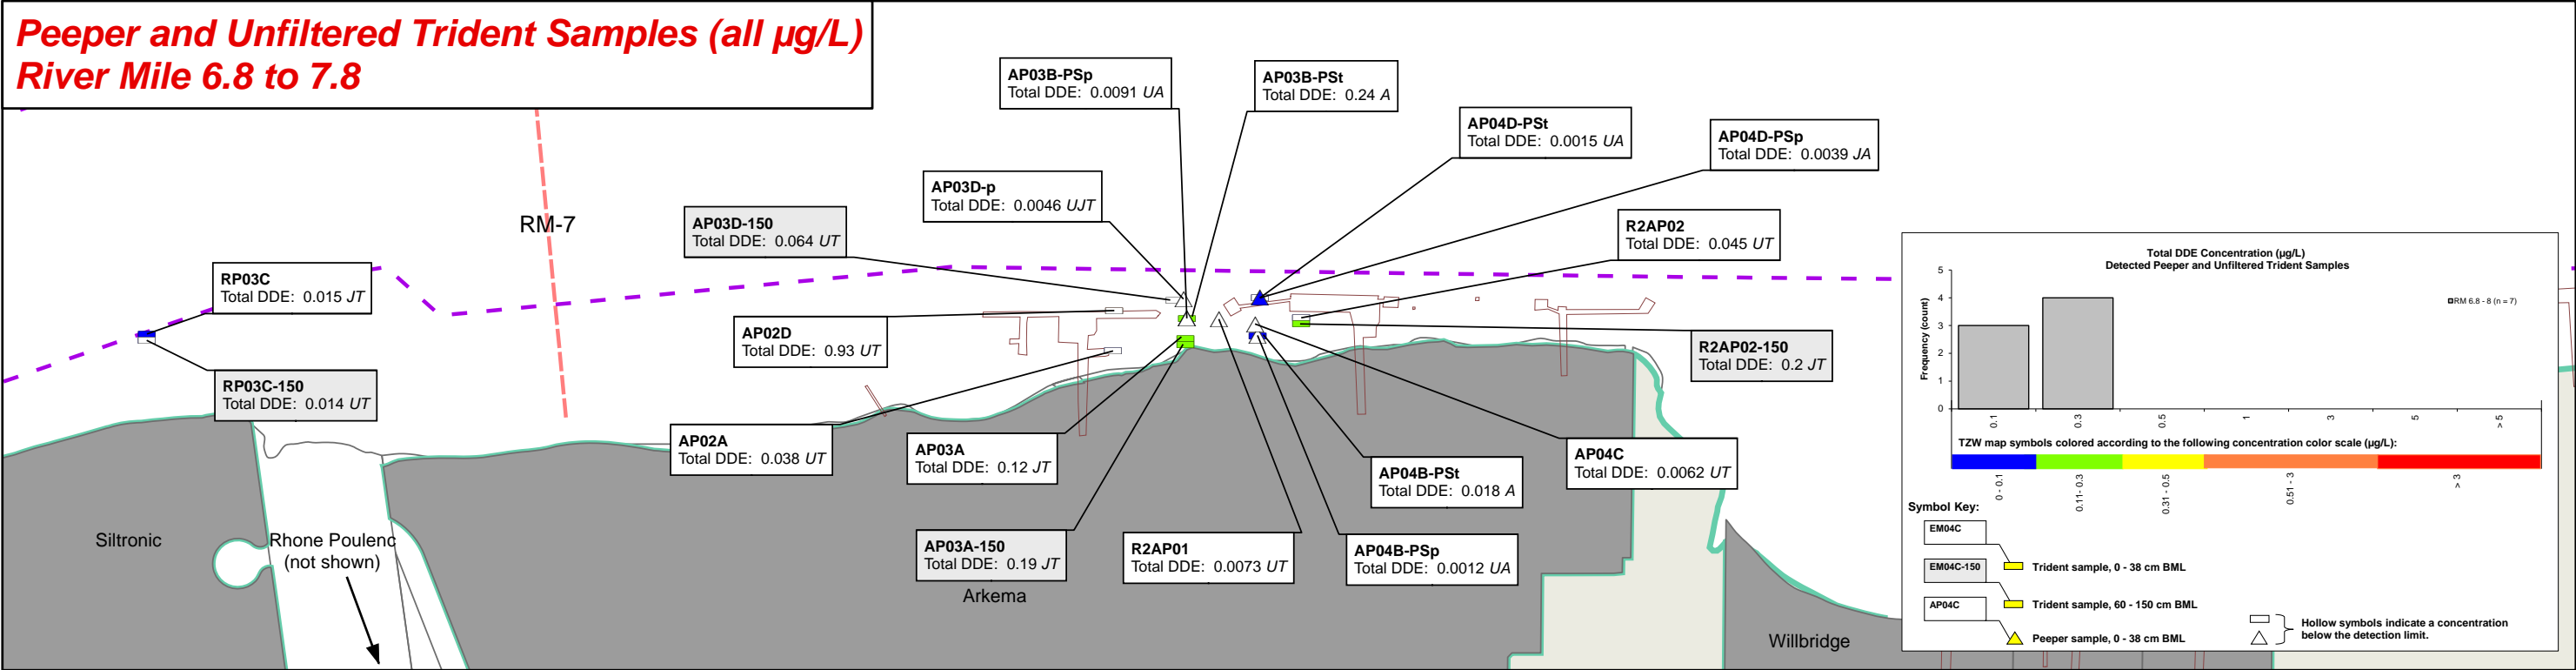 Peeper and Unfiltered Trident Samples (all µg/L)
River Mile 6.8 to 7.8
AP03B-PSp
Total DDE: 0.0091 UA
AP03B-PSt
Total DDE: 0.24 A
AP04D-PSt
Total DDE: 0.0015 UA
AP04D-PSp
Total DDE: 0.0039 JA
AP03D-p
Total DDE: 0.0046 UJT
AP03D-150
Total DDE: 0.064 UT
R2AP02
Total DDE: 0.045 UT
RM-7
RP03C
Total DDE: 0.015 JT
AP02D
Total DDE: 0.93 UT
R2AP02-150
Total DDE: 0.2 JT
RP03C-150
Total DDE: 0.014 UT
AP02A
Total DDE: 0.038 UT
AP03A
Total DDE: 0.12 JT
AP04B-PSt
Total DDE: 0.018 A
AP04C
Total DDE: 0.0062 UT
AP03A-150
Total DDE: 0.19 JT
R2AP01
Total DDE: 0.0073 UT
AP04B-PSp
Total DDE: 0.0012 UA
Siltronic
Rhone Poulenc
(not shown)
Arkema
Willbridge
Total DDE Concentration (µg/L)
Detected Peeper and Unfiltered Trident Samples
Frequency (count)
5
4
3
2
1
0
RM 6.8 - 8 (n = 7)
0.1
0.3
0.5
1
3
5
> 5
TZW map symbols colored according to the following concentration color scale (µg/L):
0 - 0.1
0.11- 0.3
0.31 - 0.5
0.51 - 3
> 3
Symbol Key:
EM04C
Trident sample, 0 - 38 cm BML
EM04C-150
Trident sample, 60 - 150 cm BML
AP04C
Peeper sample, 0 - 38 cm BML
Hollow symbols indicate a concentration
below the detection limit.